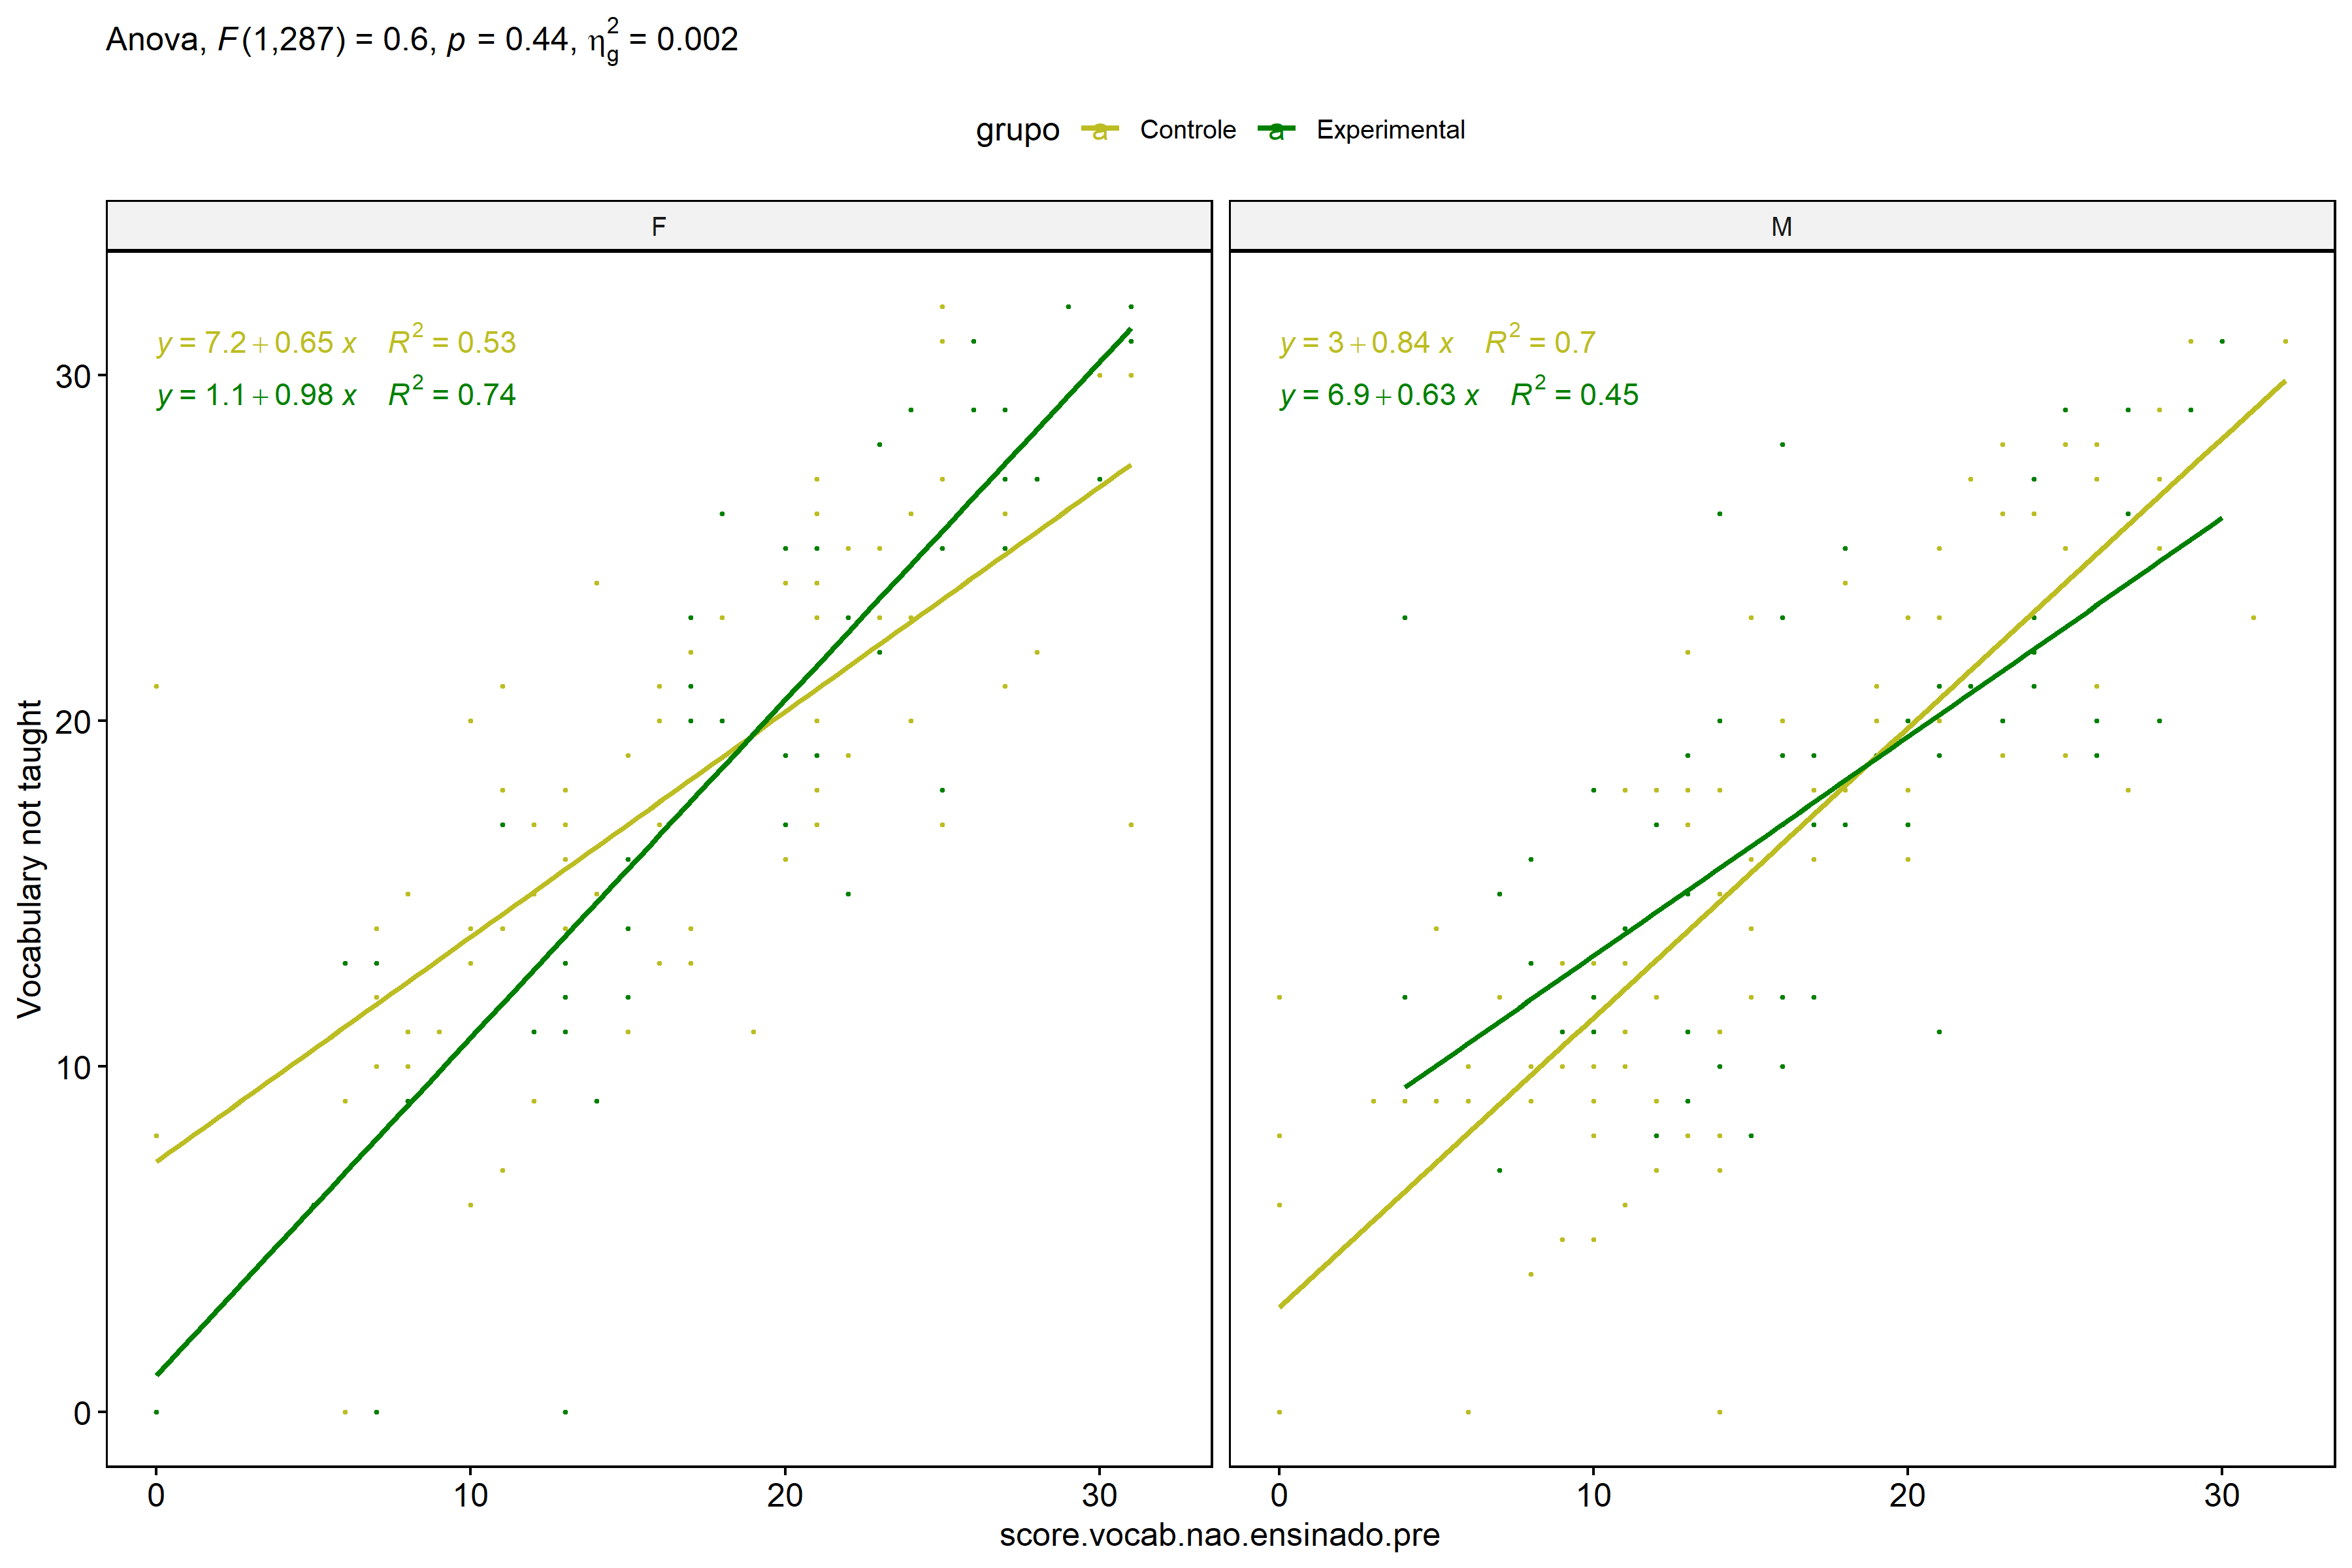 Anova, F(1,287) = 0.6, p = 0.44, η²g = 0.002
grupo a Controle a Experimental
F
M
y = 7.2 + 0.65 x R² = 0.53
y = 1.1 + 0.98 x R² = 0.74
y = 3 + 0.84 x R² = 0.7
y = 6.9 + 0.63 x R² = 0.45
Vocabulary not taught
30
20
10
0
0 10 20 30
0 10 20 30
score.vocab.nao.ensinado.pre